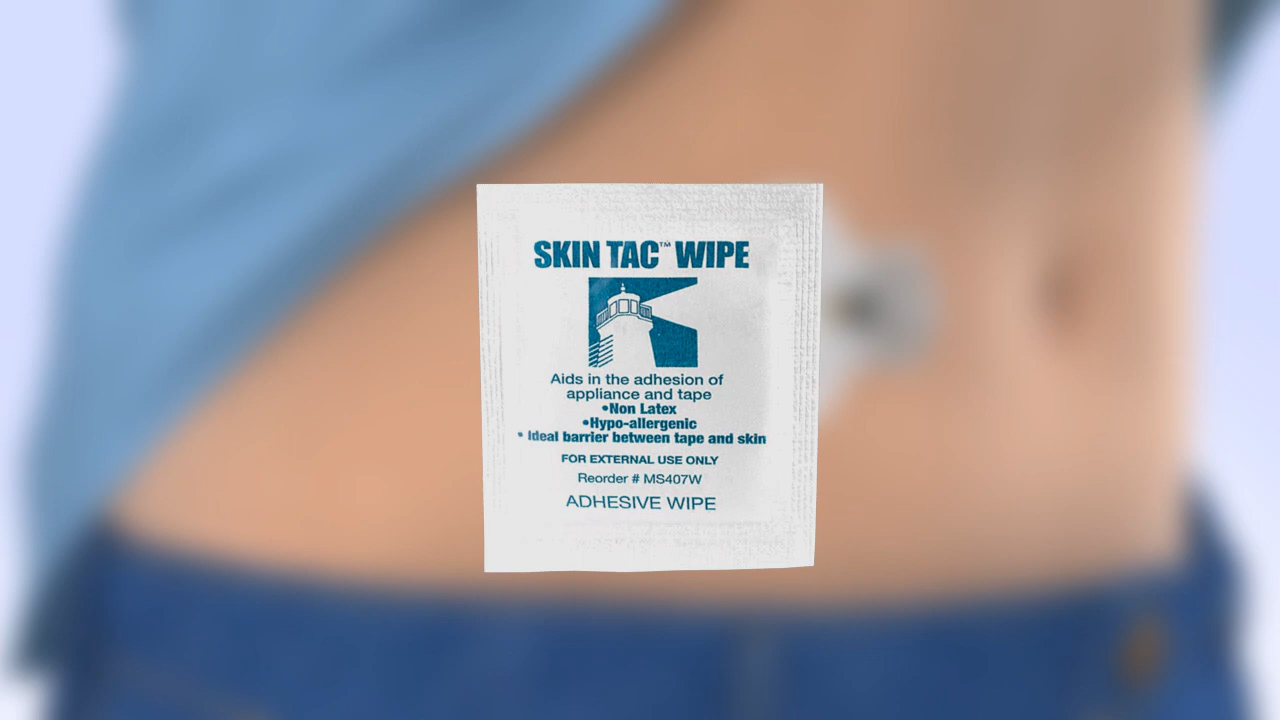 SKIN TAC™ WIPE
Aids in the adhesion of
appliance and tape
•Non Latex
•Hypo-allergenic
• Ideal barrier between tape and skin
FOR EXTERNAL USE ONLY
Reorder # MS407W
ADHESIVE WIPE